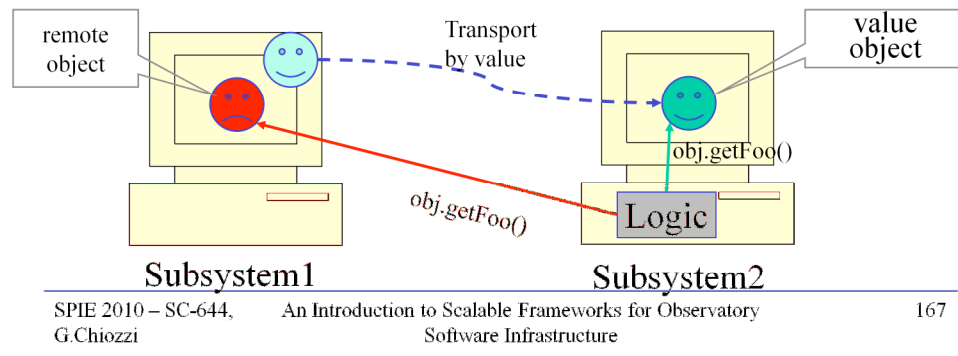 remote
object
Transport
by value
value
object
obj.getFoo()
obj.getFoo()
Logic
Subsystem1
Subsystem2
SPIE 2010 – SC-644,
G.Chiozzi
An Introduction to Scalable Frameworks for Observatory
Software Infrastructure
167